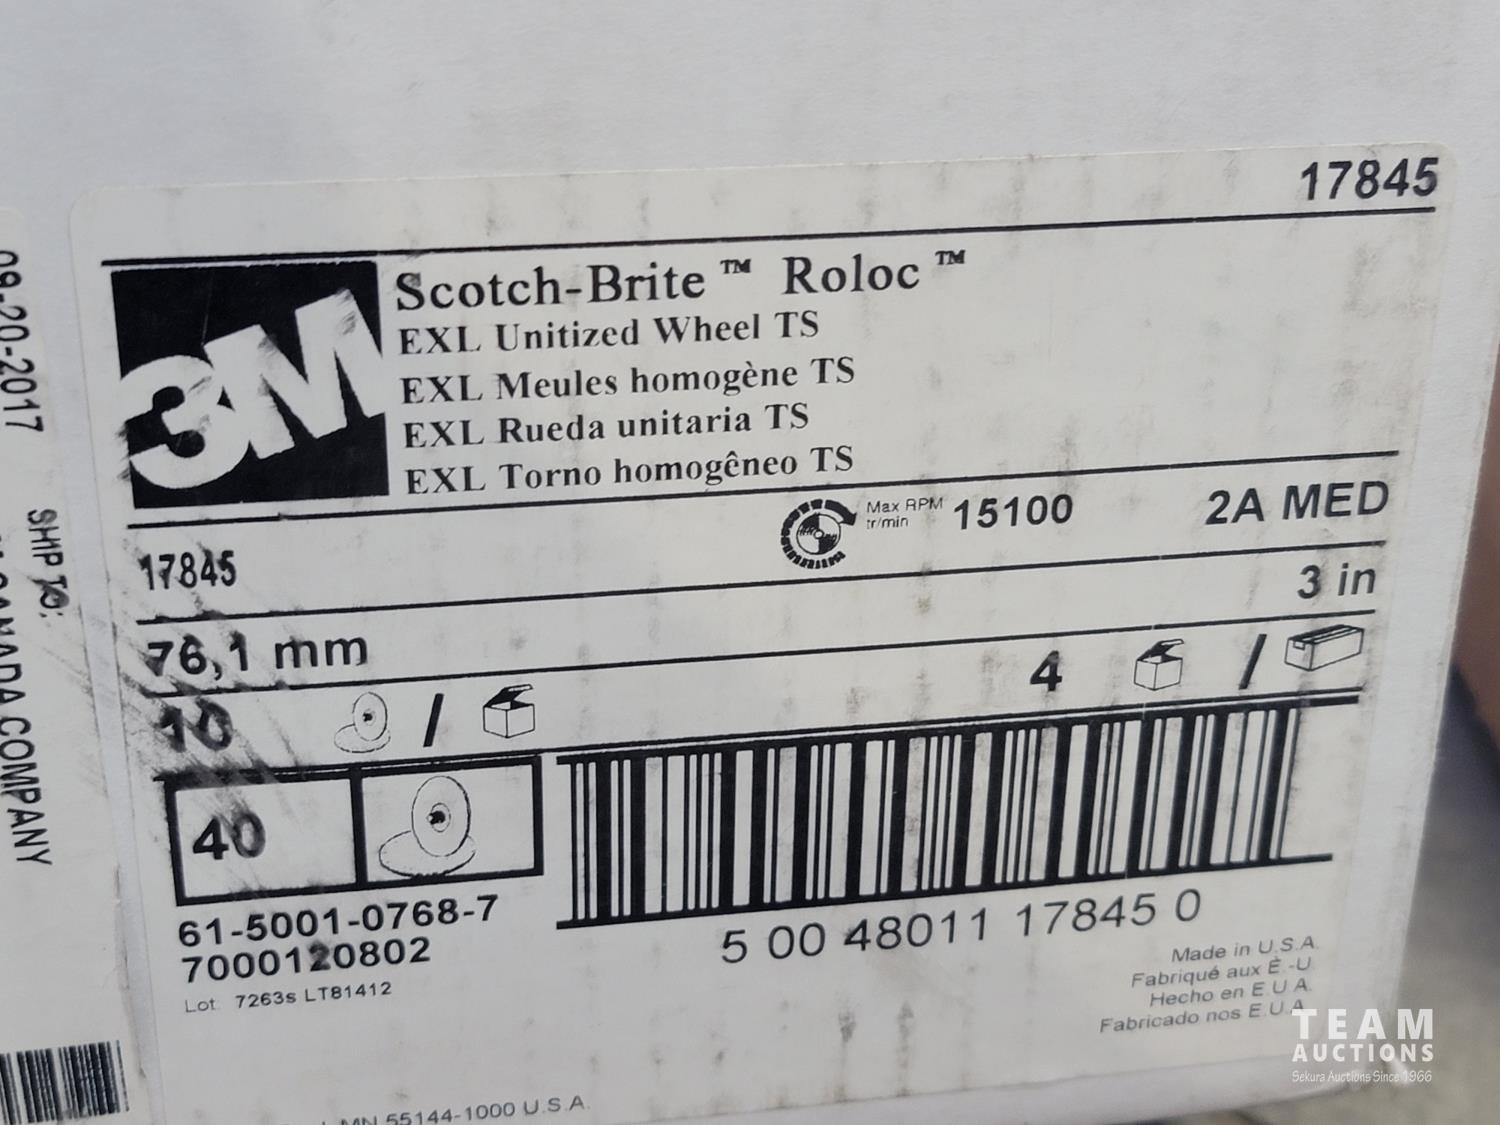 17845
3M
Scotch-Brite™ Roloc™
EXL Unitized Wheel TS
EXL Meules homogène TS
EXL Rueda unitaria TS
EXL Torno homogêneo TS
Max RPM
tr/min
15100
2A MED
17845
3 in
76,1 mm
10 /
4 /
40
61-5001-0768-7
7000120802
Lot 7263s LT81412
5 00 48011 17845 0
Made in U.S.A.
Fabriqué aux É.-U
Hecho en E.U.A.
Fabricado nos E.U.A.
MN 55144-1000 U.S.A.
09-20-2017
SHIP TO:
CANADA COMPANY
TEAM
AUCTIONS
Sekura Auctions Since 1966